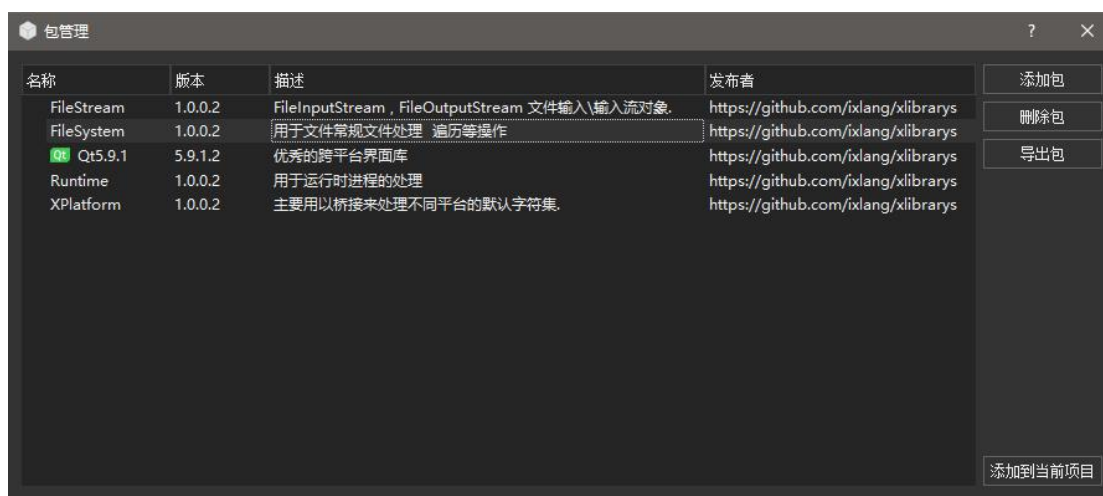 包管理
名称 版本 描述 发布者
FileStream 1.0.0.2 FileInputStream , FileOutputStream 文件输入\输入流对象. https://github.com/ixlang/xlibrarys
FileSystem 1.0.0.2 用于文件常规文件处理 遍历等操作 https://github.com/ixlang/xlibrarys
Qt Qt5.9.1 5.9.1.2 优秀的跨平台界面库 https://github.com/ixlang/xlibrarys
Runtime 1.0.0.2 用于运行时进程的处理 https://github.com/ixlang/xlibrarys
XPlatform 1.0.0.2 主要用以桥接来处理不同平台的默认字符集. https://github.com/ixlang/xlibrarys
添加包
删除包
导出包
添加到当前项目